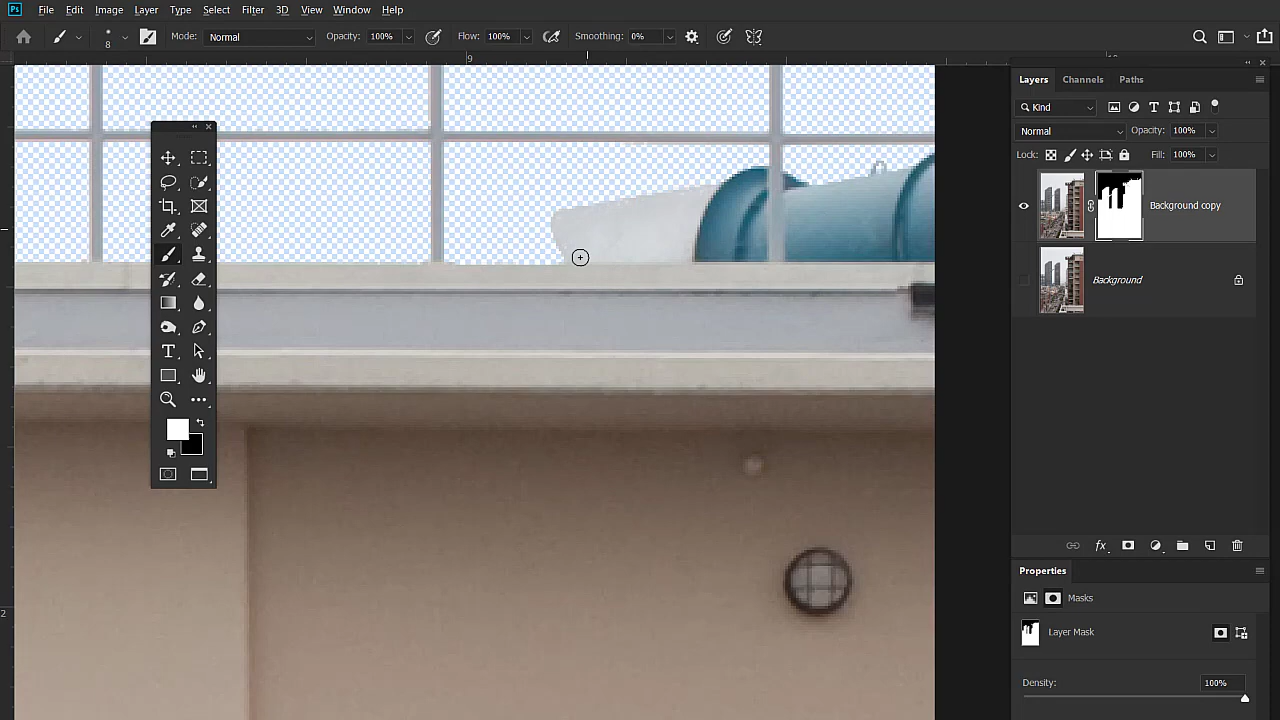 Ps File Edit Image Layer Type Select Filter 3D View Window Help
8 Mode: Normal Opacity: 100% Flow: 100% Smoothing: 0%
9
Layers Channels Paths
Kind
Normal Opacity: 100%
Lock: Fill: 100%
Background copy
Background
fx
Properties
Masks
2
Layer Mask
Density: 100%